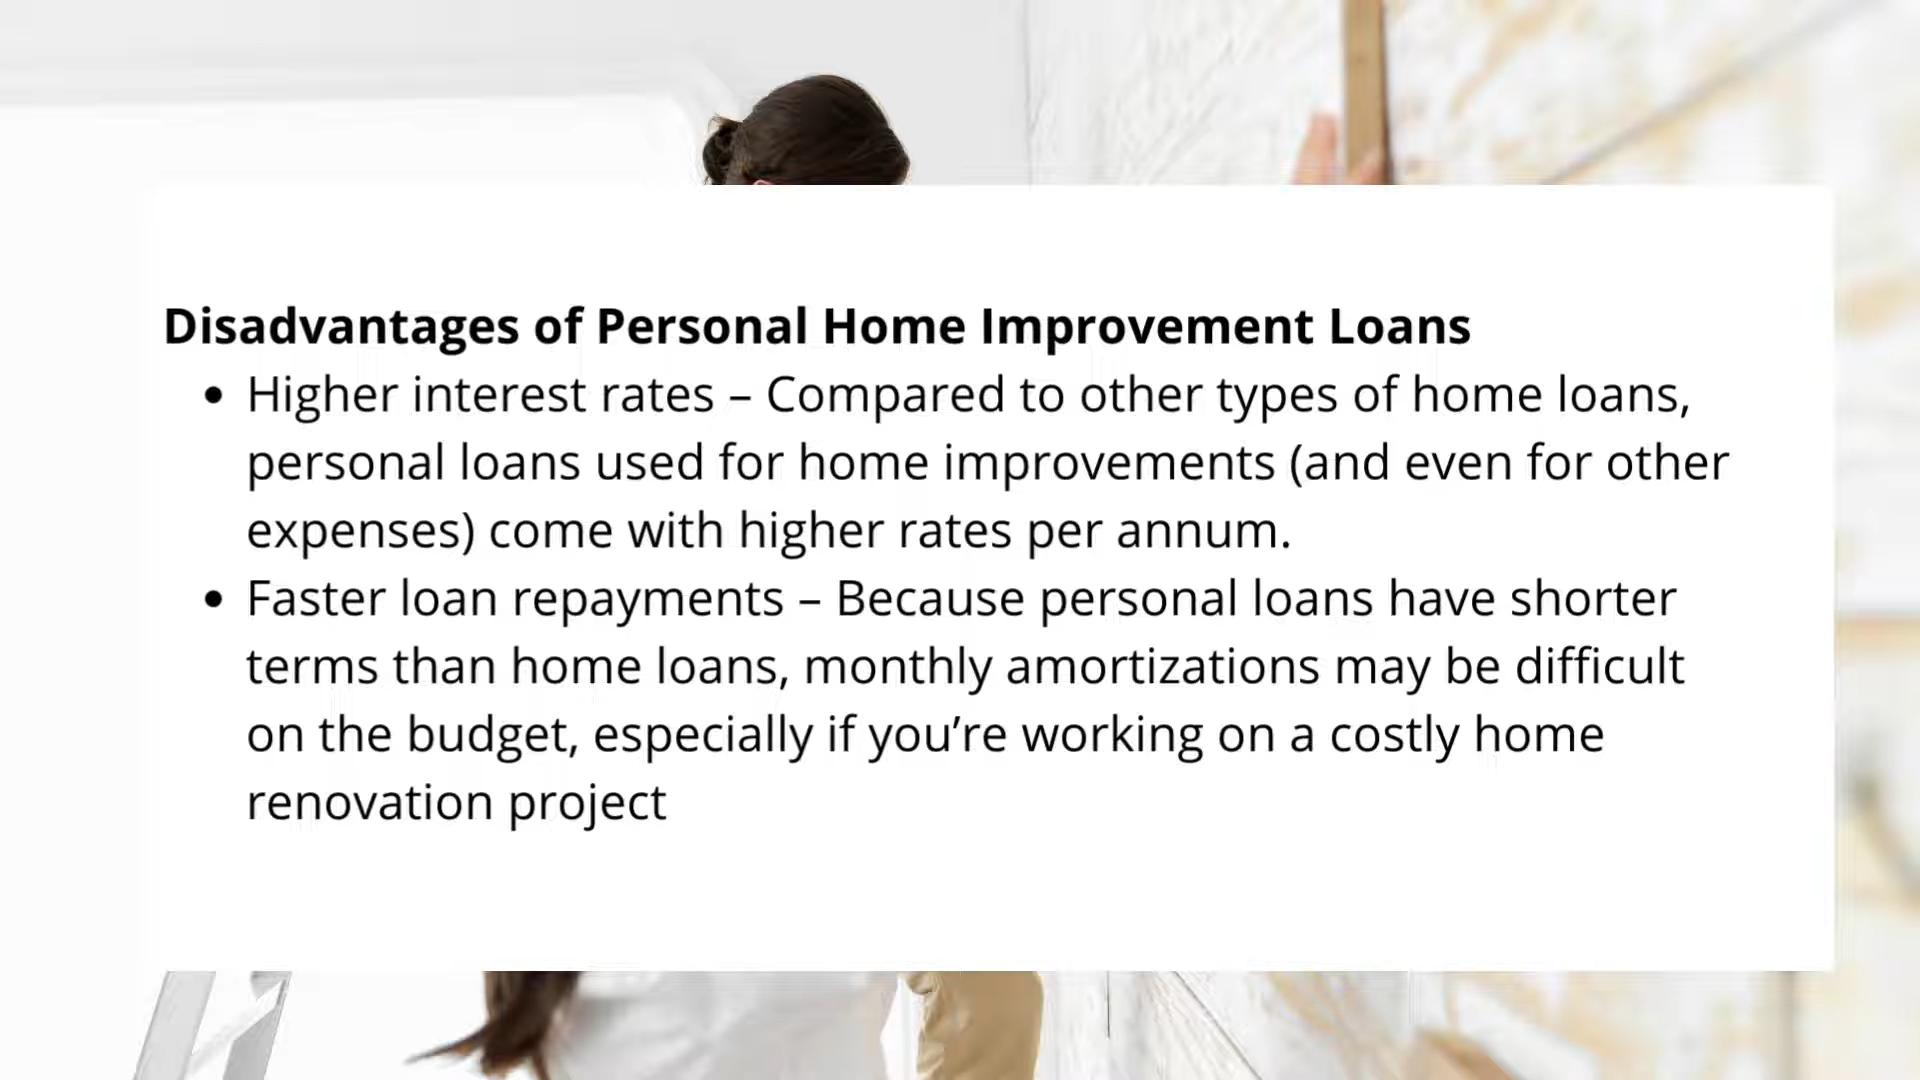 Disadvantages of Personal Home Improvement Loans
• Higher interest rates – Compared to other types of home loans,
personal loans used for home improvements (and even for other
expenses) come with higher rates per annum.
• Faster loan repayments – Because personal loans have shorter
terms than home loans, monthly amortizations may be difficult
on the budget, especially if you’re working on a costly home
renovation project